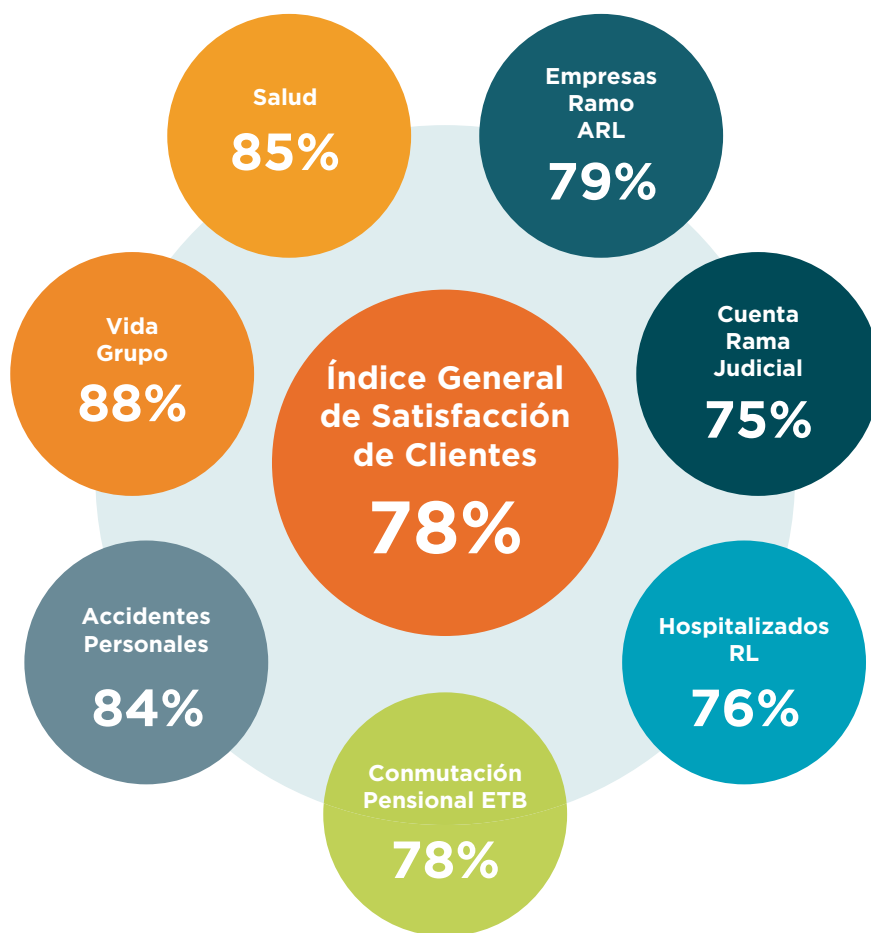 Salud
85%
Empresas
Ramo
ARL
79%
Vida
Grupo
88%
Índice General
de Satisfacción
de Clientes
78%
Cuenta
Rama
Judicial
75%
Accidentes
Personales
84%
Hospitalizados
RL
76%
Conmutación
Pensional ETB
78%